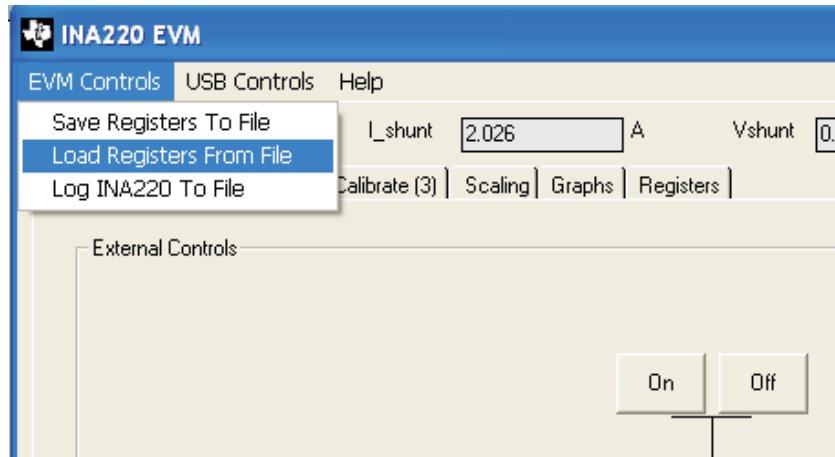 INA220 EVM
EVM Controls USB Controls Help
Save Registers To File
Load Registers From File
Log INA220 To File
I_shunt 2.026 A Vshunt 0.
Calibrate (3) Scaling Graphs Registers
External Controls
On Off